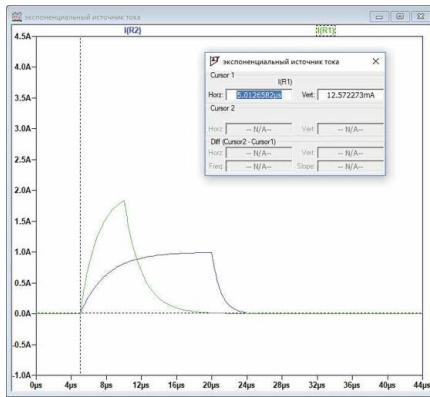 экспоненциальный источник тока
I(R2) I(R1)
4.5A
4.0A
3.5A
3.0A
2.5A
2.0A
1.5A
1.0A
0.5A
0.0A
-0.5A
-1.0A
0µs 4µs 8µs 12µs 16µs 20µs 24µs 28µs 32µs 36µs 40µs 44µs
экспоненциальный источник тока
Cursor 1
I(R1)
Horz: 5.0126582µs Vert: 12.572273mA
Cursor 2
Horz: -- N/A-- Vert: -- N/A--
Diff (Cursor2 - Cursor1)
Horz: -- N/A-- Vert: -- N/A--
Freq: -- N/A-- Slope: -- N/A--